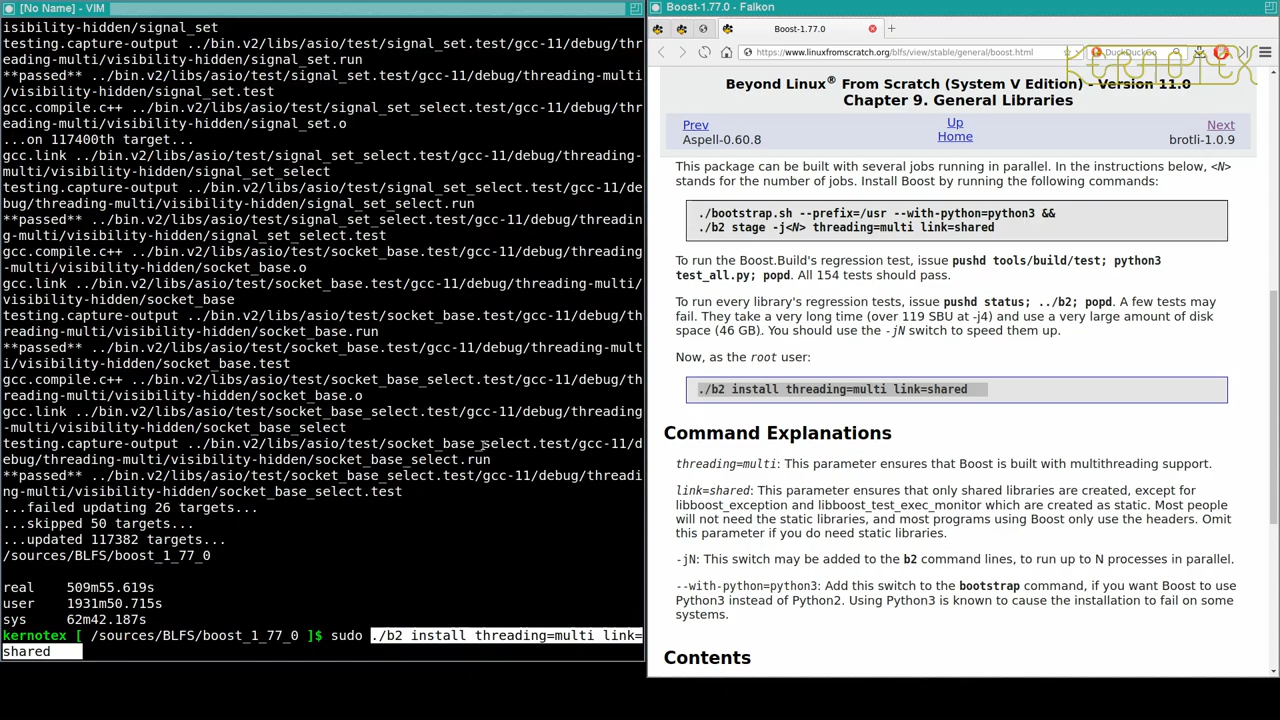 [No Name] - VIM
isibility-hidden/signal_set
testing.capture-output ../bin.v2/libs/asio/test/signal_set.test/gcc-11/debug/thr
eading-multi/visibility-hidden/signal_set.run
**passed** ../bin.v2/libs/asio/test/signal_set.test/gcc-11/debug/threading-multi
/visibility-hidden/signal_set.test
gcc.compile.c++ ../bin.v2/libs/asio/test/signal_set_select.test/gcc-11/debug/thr
eading-multi/visibility-hidden/signal_set.o
...on 117400th target...
gcc.link ../bin.v2/libs/asio/test/signal_set_select.test/gcc-11/debug/threading-
multi/visibility-hidden/signal_set_select
testing.capture-output ../bin.v2/libs/asio/test/signal_set_select.test/gcc-11/de
bug/threading-multi/visibility-hidden/signal_set_select.run
**passed** ../bin.v2/libs/asio/test/signal_set_select.test/gcc-11/debug/threadin
g-multi/visibility-hidden/signal_set_select.test
gcc.compile.c++ ../bin.v2/libs/asio/test/socket_base.test/gcc-11/debug/threading
-multi/visibility-hidden/socket_base.o
gcc.link ../bin.v2/libs/asio/test/socket_base.test/gcc-11/debug/threading-multi/
visibility-hidden/socket_base
testing.capture-output ../bin.v2/libs/asio/test/socket_base.test/gcc-11/debug/th
reading-multi/visibility-hidden/socket_base.run
**passed** ../bin.v2/libs/asio/test/socket_base.test/gcc-11/debug/threading-mult
i/visibility-hidden/socket_base.test
gcc.compile.c++ ../bin.v2/libs/asio/test/socket_base_select.test/gcc-11/debug/th
reading-multi/visibility-hidden/socket_base.o
gcc.link ../bin.v2/libs/asio/test/socket_base_select.test/gcc-11/debug/threading
-multi/visibility-hidden/socket_base_select
testing.capture-output ../bin.v2/libs/asio/test/socket_base_select.test/gcc-11/d
ebug/threading-multi/visibility-hidden/socket_base_select.run
**passed** ../bin.v2/libs/asio/test/socket_base_select.test/gcc-11/debug/threadi
ng-multi/visibility-hidden/socket_base_select.test
...failed updating 26 targets...
...skipped 50 targets...
...updated 117382 targets...
/sources/BLFS/boost_1_77_0
real 509m55.619s
user 1931m50.715s
sys 62m42.187s
kernotex [ /sources/BLFS/boost_1_77_0 ]$ sudo ./b2 install threading=multi link=
shared
Boost-1.77.0 - Falkon
Boost-1.77.0
https://www.linuxfromscratch.org/blfs/view/stable/general/boost.html
DuckDuckGo
KERNOTEX
Beyond Linux® From Scratch (System V Edition) - Version 11.0
Chapter 9. General Libraries
Prev Up Next
Aspell-0.60.8 Home brotli-1.0.9
This package can be built with several jobs running in parallel. In the instructions below, <N>
stands for the number of jobs. Install Boost by running the following commands:
./bootstrap.sh --prefix=/usr --with-python=python3 &&
./b2 stage -j<N> threading=multi link=shared
To run the Boost.Build's regression test, issue pushd tools/build/test; python3
test_all.py; popd. All 154 tests should pass.
To run every library's regression tests, issue pushd status; ../b2; popd. A few tests may
fail. They take a very long time (over 119 SBU at -j4) and use a very large amount of disk
space (46 GB). You should use the -jN switch to speed them up.
Now, as the root user:
./b2 install threading=multi link=shared
Command Explanations
threading=multi: This parameter ensures that Boost is built with multithreading support.
link=shared: This parameter ensures that only shared libraries are created, except for
libboost_exception and libboost_test_exec_monitor which are created as static. Most people
will not need the static libraries, and most programs using Boost only use the headers. Omit
this parameter if you do need static libraries.
-jN: This switch may be added to the b2 command lines, to run up to N processes in parallel.
--with-python=python3: Add this switch to the bootstrap command, if you want Boost to use
Python3 instead of Python2. Using Python3 is known to cause the installation to fail on some
systems.
Contents